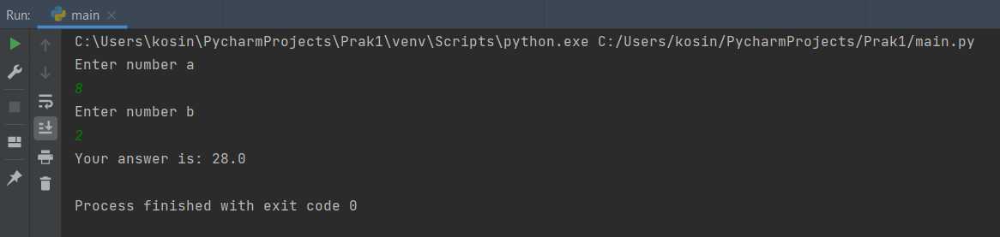 Run: main
C:\Users\kosin\PycharmProjects\Prak1\venv\Scripts\python.exe C:/Users/kosin/PycharmProjects/Prak1/main.py
Enter number a
8
Enter number b
2
Your answer is: 28.0
Process finished with exit code 0